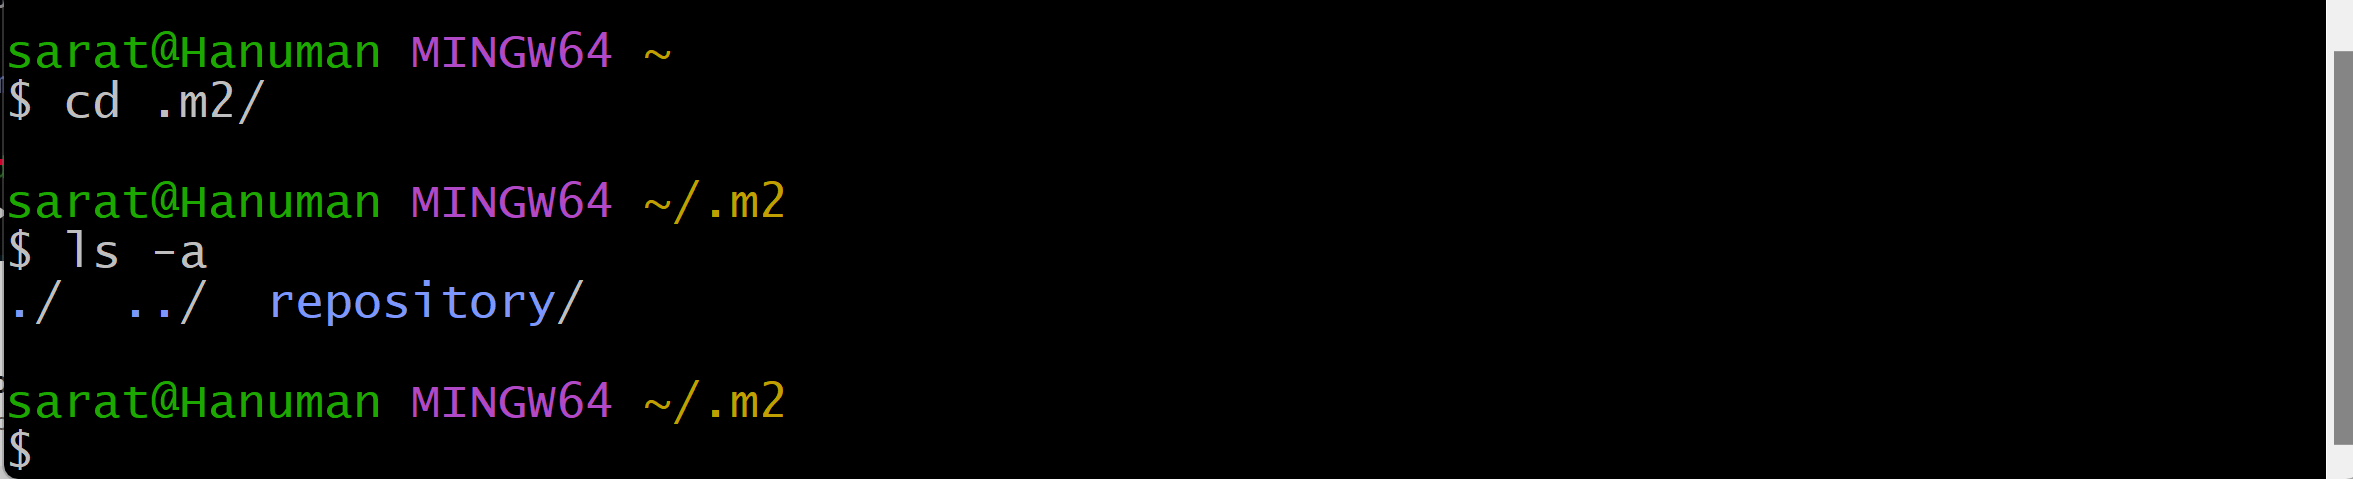 sarat@Hanuman MINGW64 ~
$ cd .m2/
sarat@Hanuman MINGW64 ~/.m2
$ ls -a
./  ../  repository/
sarat@Hanuman MINGW64 ~/.m2
$